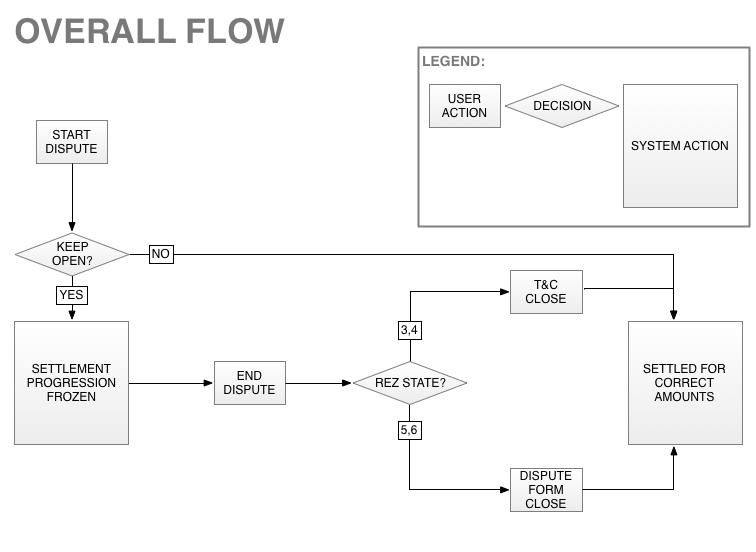 OVERALL FLOW
LEGEND:
USER
ACTION
DECISION
SYSTEM ACTION
START
DISPUTE
KEEP
OPEN?
NO
YES
SETTLEMENT
PROGRESSION
FROZEN
END
DISPUTE
REZ STATE?
3,4
T&C
CLOSE
5,6
DISPUTE
FORM
CLOSE
SETTLED FOR
CORRECT
AMOUNTS